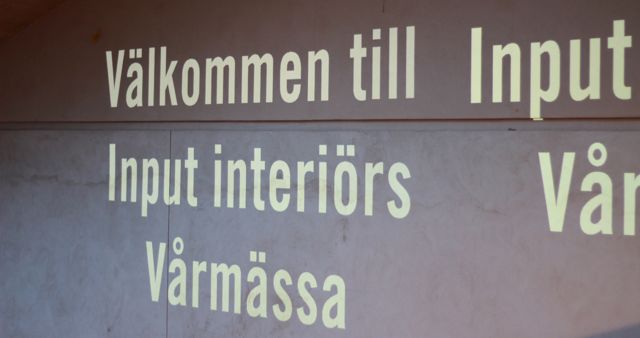 Välkommen till
Input interiörs
Vårmässa
Input